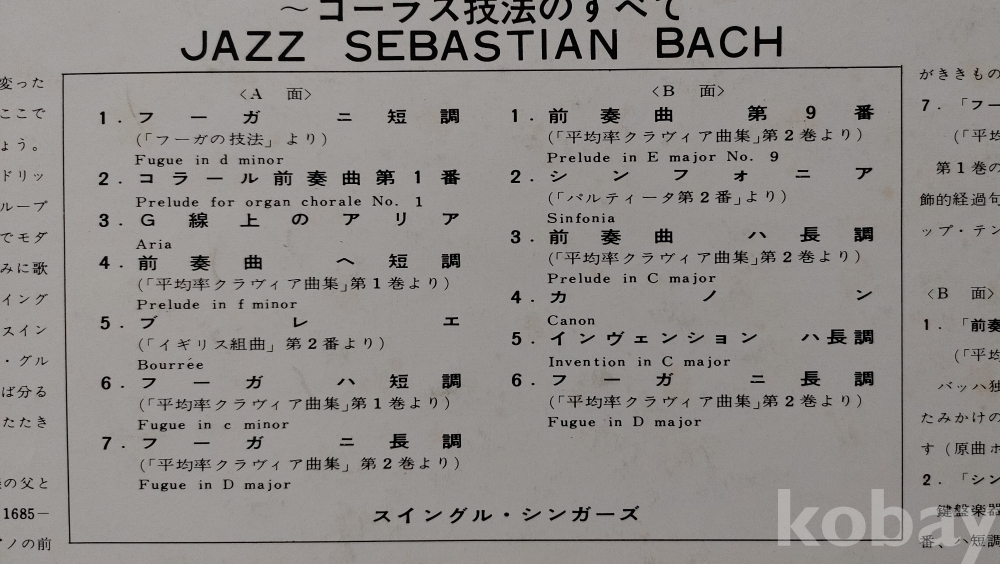 ～コーラス技法のすべて
JAZZ SEBASTIAN BACH
変った
ここで
ょう。
ドリッ
ループ
でモダ
みに歌
イング
スイン
・グル
ば分る
たたき
の父と
1685－
ノの前
〈A 面〉
1．フーガ ニ短調
（「フーガの技法」より）
Fugue in d minor
2．コラール前奏曲第1番
Prelude for organ chorale No. 1
3．G線上のアリア
Aria
4．前奏曲 ヘ短調
（「平均率クラヴィア曲集」第1巻より）
Prelude in f minor
5．ブレエ
（「イギリス組曲」第2番より）
Bourrée
6．フーガ ハ短調
（「平均率クラヴィア曲集」第1巻より）
Fugue in c minor
7．フーガ ニ長調
（「平均率クラヴィア曲集」第2巻より）
Fugue in D major
〈B 面〉
1．前奏曲 第9番
（「平均率クラヴィア曲集」第2巻より）
Prelude in E major No. 9
2．シンフォニア
（「パルティータ第2番」より）
Sinfonia
3．前奏曲 ハ長調
（「平均率クラヴィア曲集」第2巻より）
Prelude in C major
4．カノン
Canon
5．インヴェンション ハ長調
Invention in C major
6．フーガ ニ長調
（「平均率クラヴィア曲集」第2巻より）
Fugue in D major
スイングル・シンガーズ
がききもの
7．「フー
（「平均
第1巻の
飾的経過句
ップ・テン
〈B 面〉
1．「前奏
（「平均
バッハ独
たみかけの
す（原曲ホ
2．「シン
鍵盤楽器
番、ハ短調
kobay